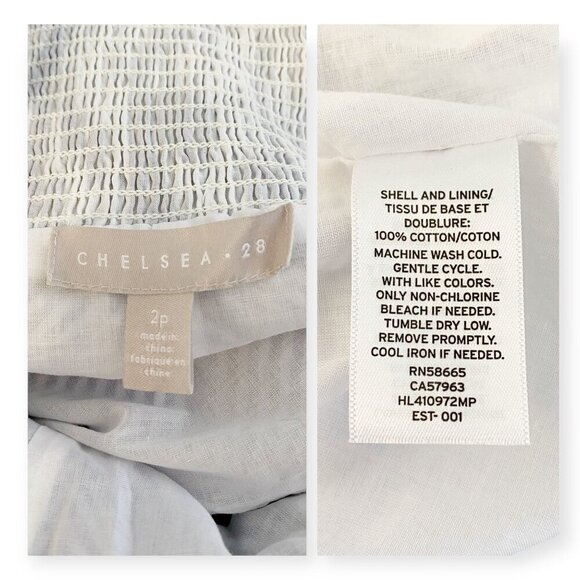 CHELSEA • 28
2p
made in:
china
fabriqué en
chine
SHELL AND LINING/
TISSU DE BASE ET
DOUBLURE:
100% COTTON/COTON
MACHINE WASH COLD.
GENTLE CYCLE.
WITH LIKE COLORS.
ONLY NON-CHLORINE
BLEACH IF NEEDED.
TUMBLE DRY LOW.
REMOVE PROMPTLY.
COOL IRON IF NEEDED.
RN58665
CA57963
HL410972MP
EST- 001